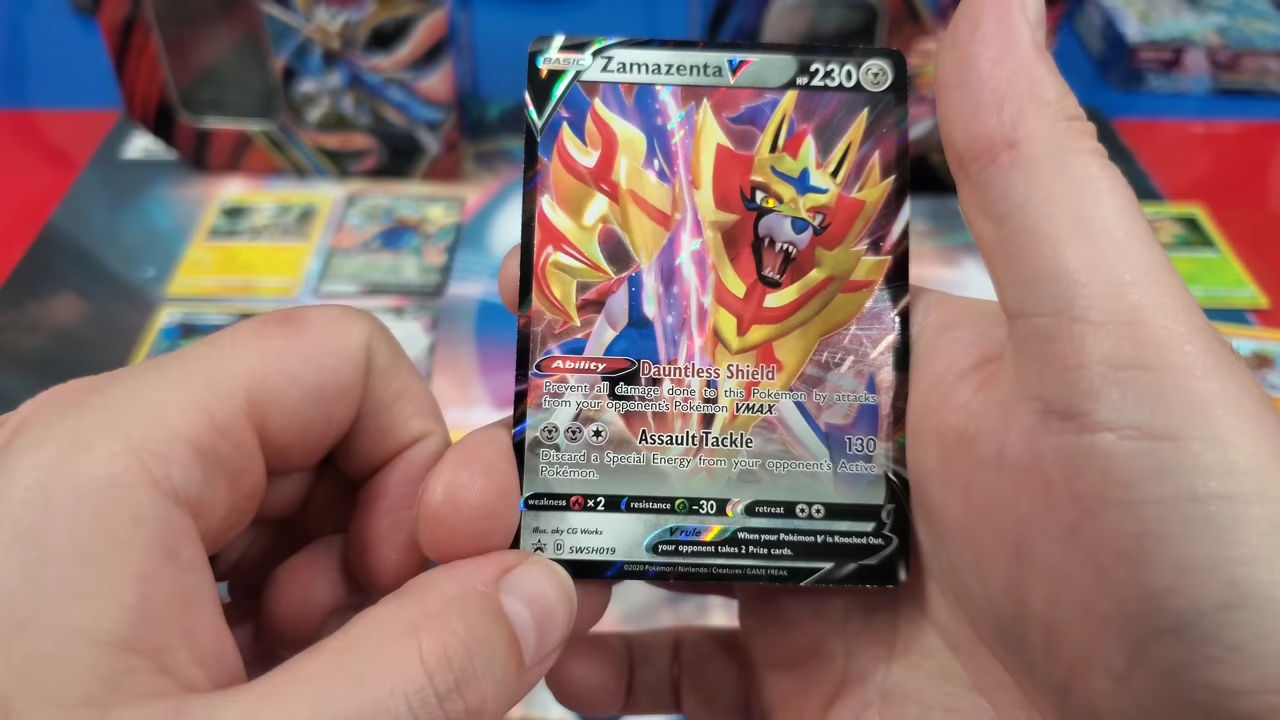 BASIC Zamazenta V HP 230
Ability Dauntless Shield
Prevent all damage done to this Pokémon by attacks
from your opponent's Pokémon VMAX.
Assault Tackle 130
Discard a Special Energy from your opponent's Active
Pokémon.
weakness ×2 resistance -30 retreat
Illus. aky CG Works
V rule When your Pokémon V is Knocked Out,
your opponent takes 2 Prize cards.
D SWSH019
©2020 Pokémon / Nintendo / Creatures / GAME FREAK